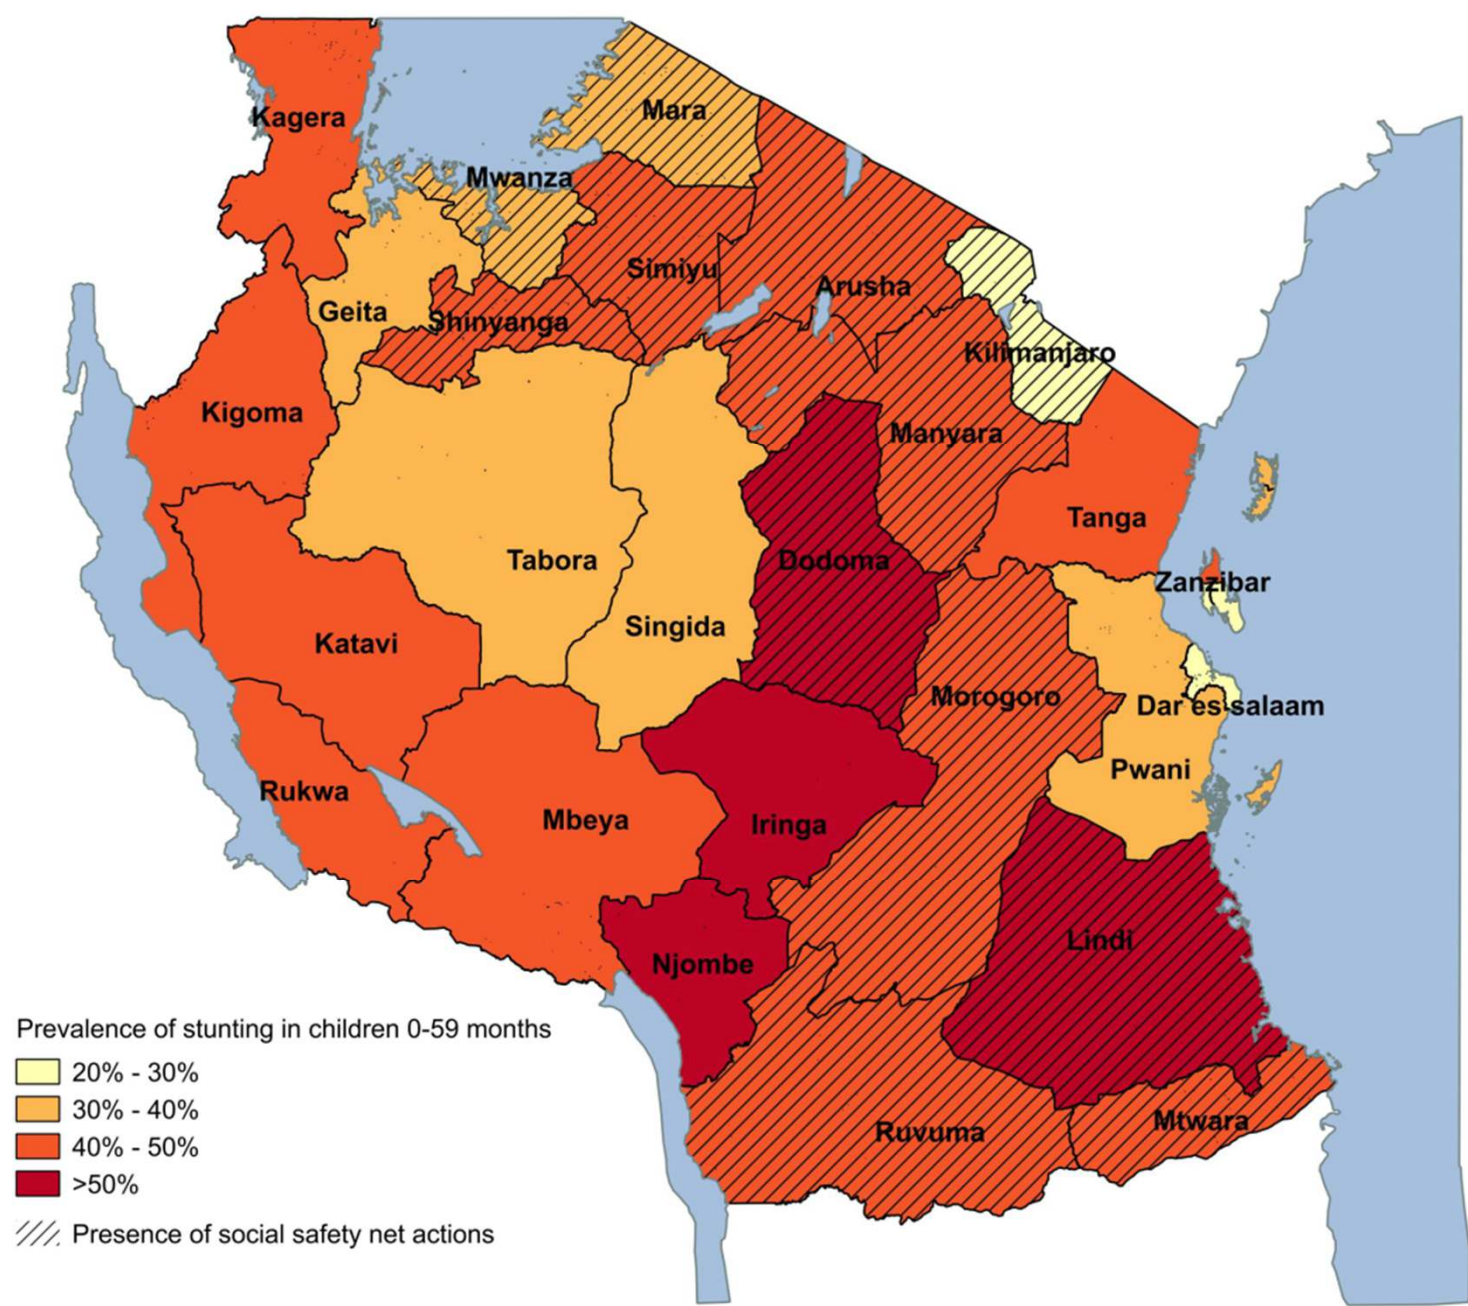 Kagera
Mara
Mwanza
Simiyu
Arusha
Geita
Shinyanga
Kilimanjaro
Kigoma
Manyara
Tanga
Tabora
Dodoma
Zanzibar
Singida
Katavi
Morogoro
Dar es salaam
Pwani
Rukwa
Mbeya
Iringa
Lindi
Njombe
Ruvuma
Mtwara
Prevalence of stunting in children 0-59 months
20% - 30%
30% - 40%
40% - 50%
>50%
Presence of social safety net actions